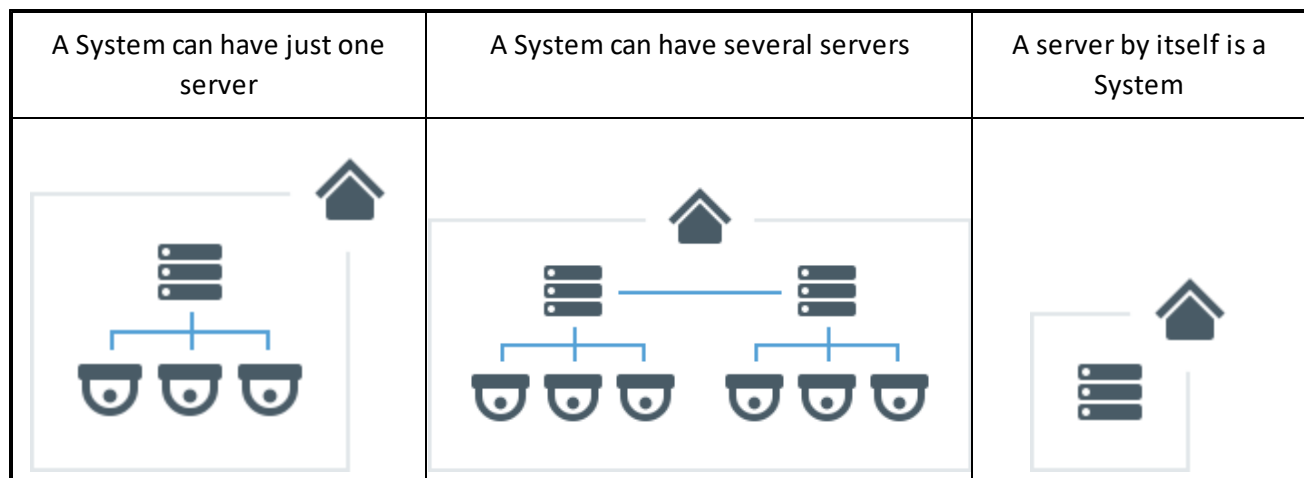 A System can have just one
server
A System can have several servers
A server by itself is a
System